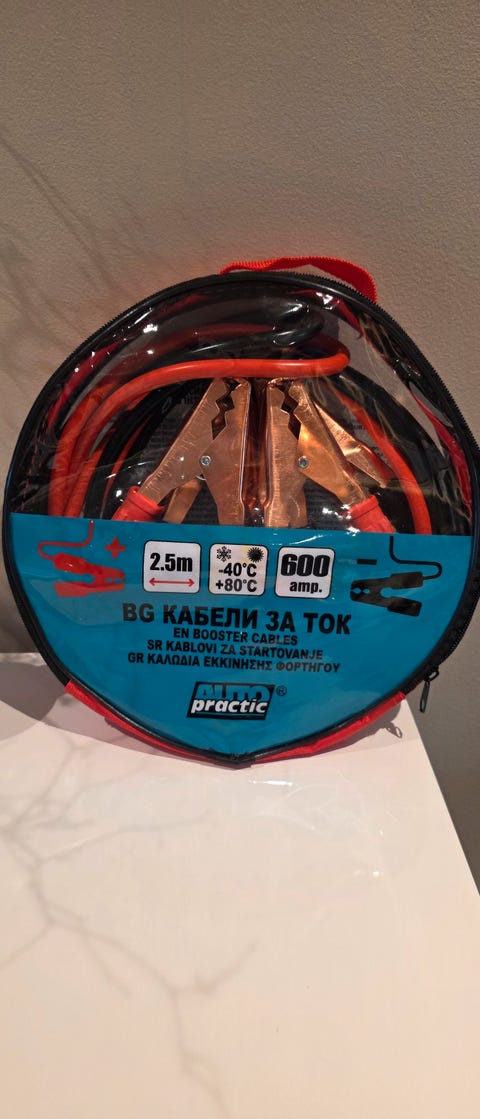 2.5m
-40°C
+80°C
600
amp.
BG КАБЕЛИ ЗА ТОК
EN BOOSTER CABLES
SR KABLOVI ZA STARTOVANJE
GR ΚΑΛΩΔΙΑ ΕΚΚΙΝΗΣΗΣ ΦΟΡΤΗΓΟΥ
AUTO ®
practic